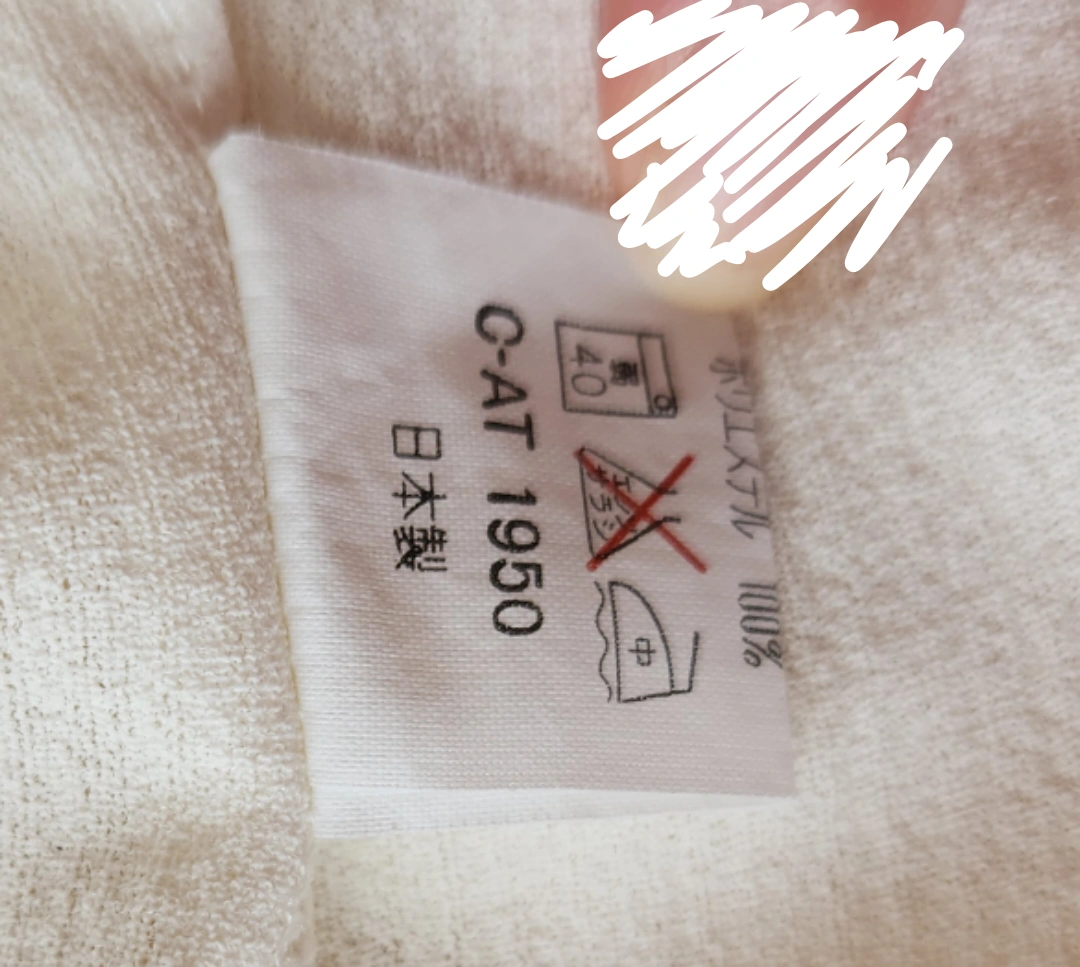 ポリエステル 100%
弱
40
エンソ
サラシ
中
C-AT 1950
日本製